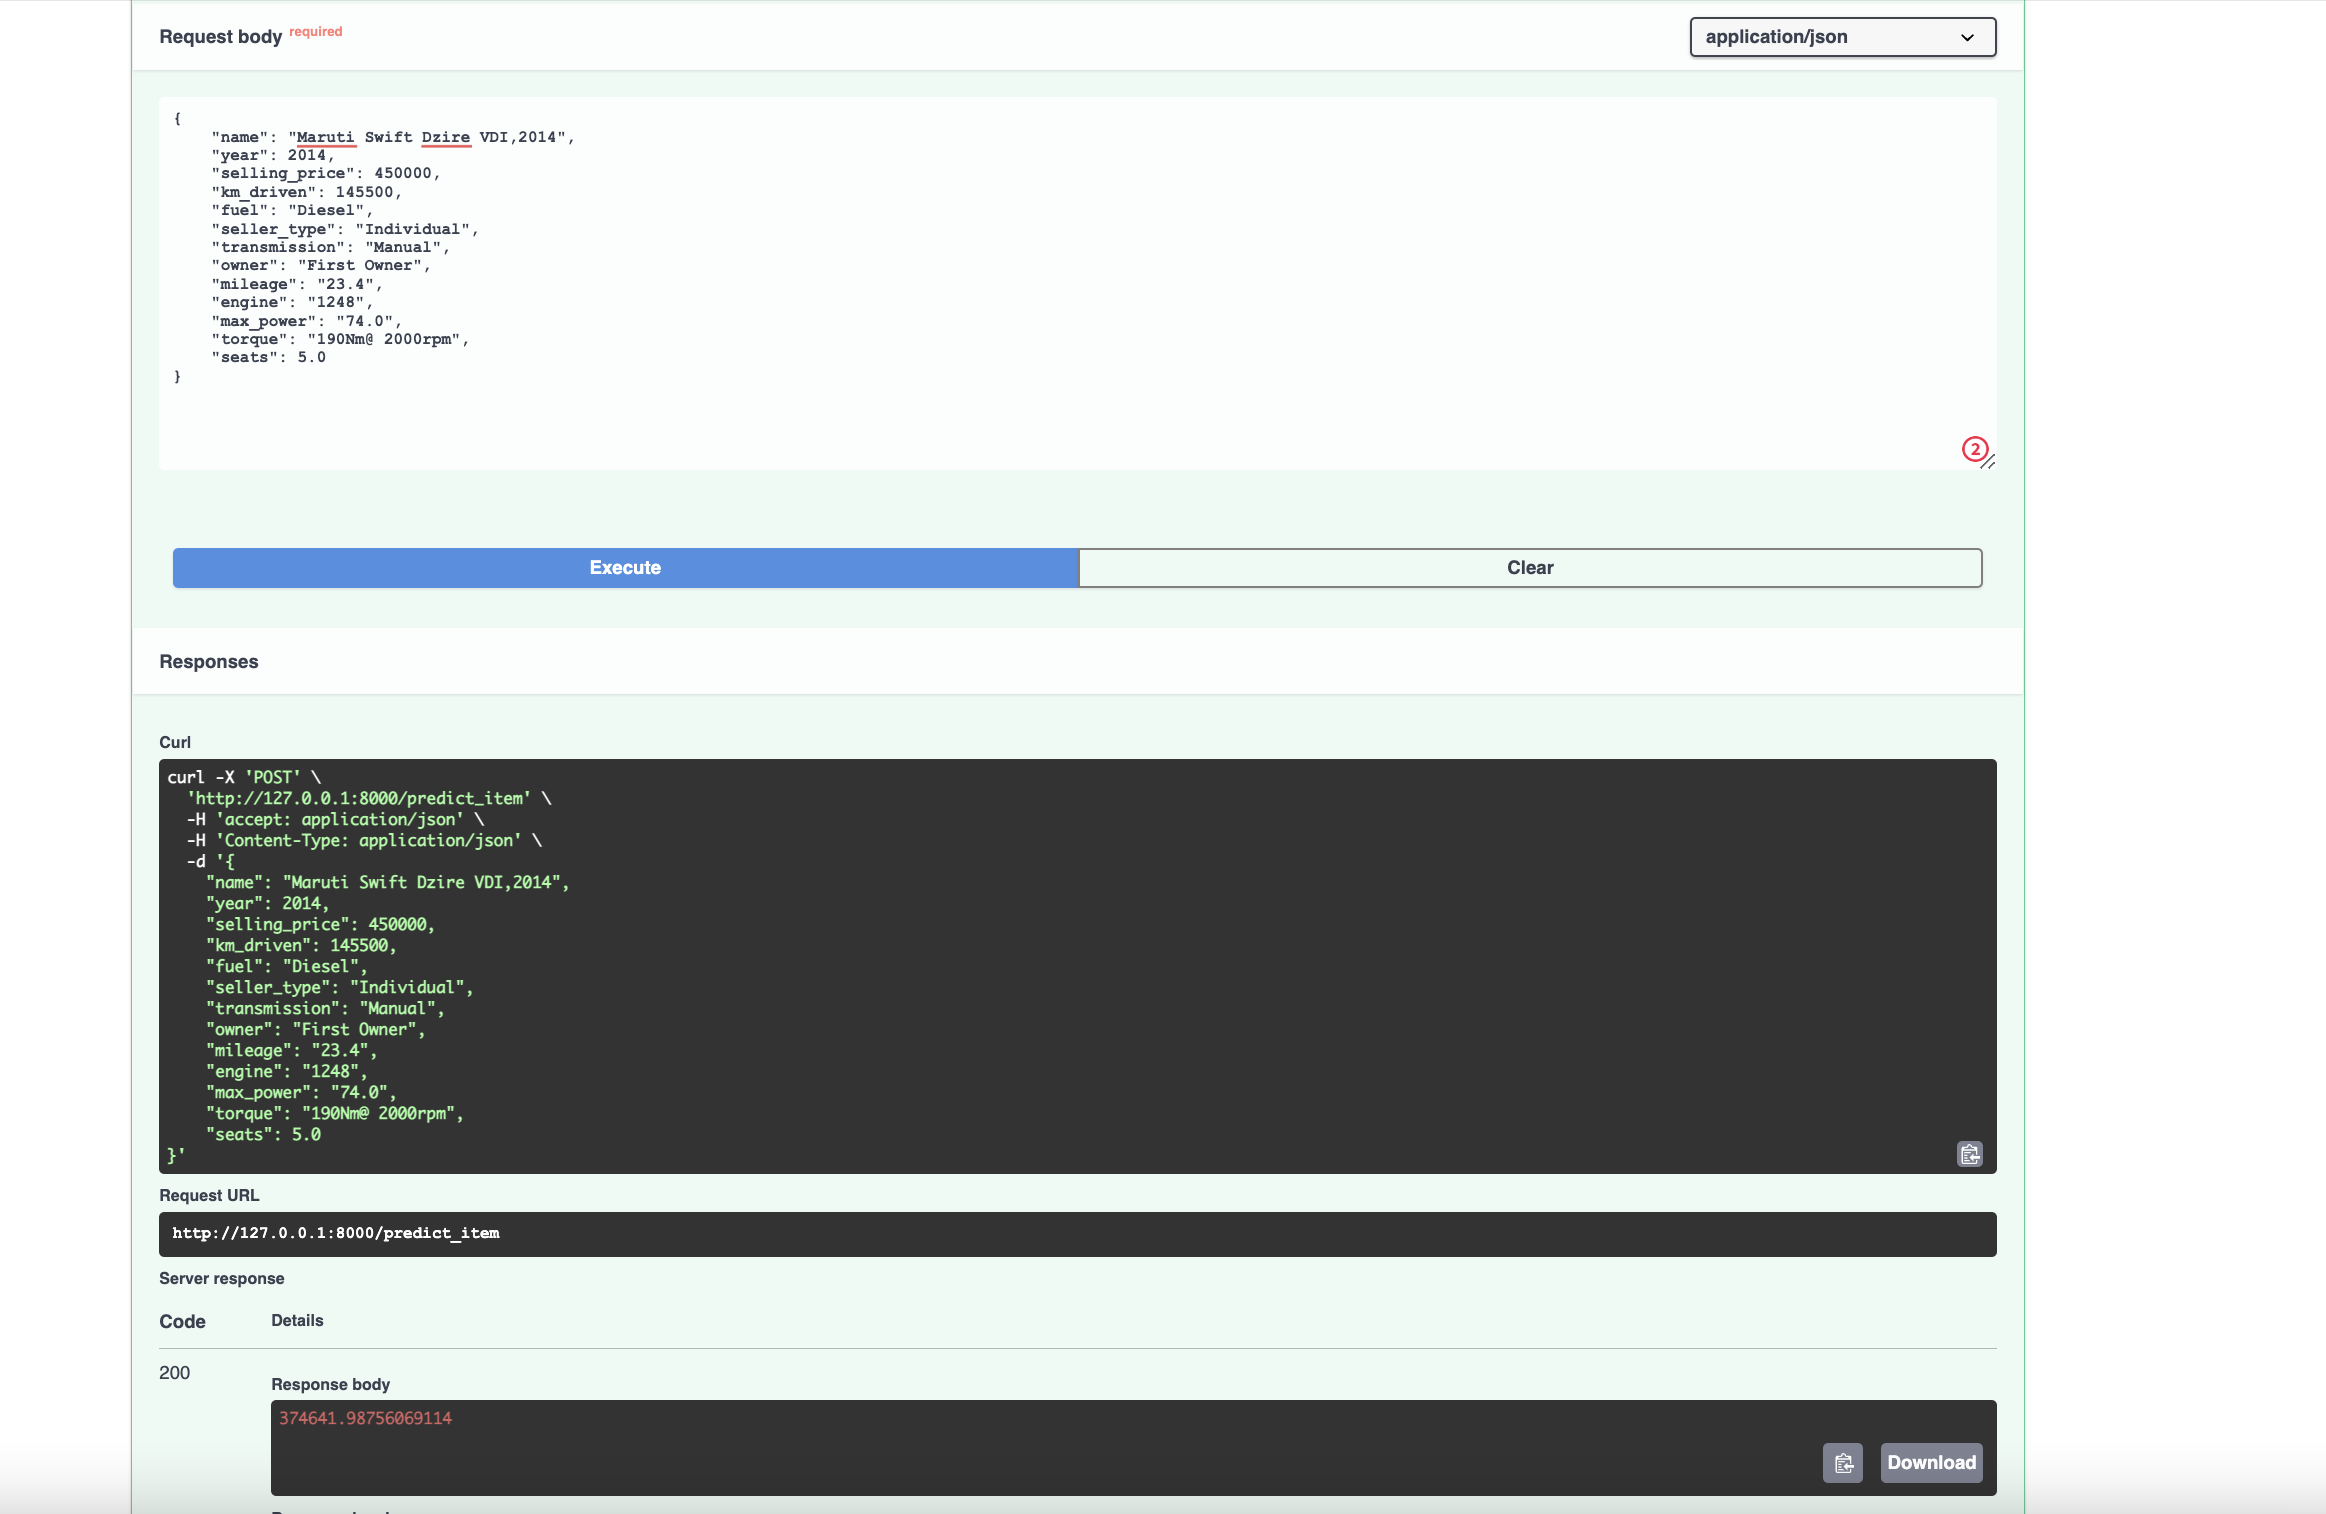 Request body required
application/json
{
    "name": "Maruti Swift Dzire VDI,2014",
    "year": 2014,
    "selling_price": 450000,
    "km_driven": 145500,
    "fuel": "Diesel",
    "seller_type": "Individual",
    "transmission": "Manual",
    "owner": "First Owner",
    "mileage": "23.4",
    "engine": "1248",
    "max_power": "74.0",
    "torque": "190Nm@ 2000rpm",
    "seats": 5.0
}
2
Execute
Clear
Responses
Curl
curl -X 'POST' \
  'http://127.0.0.1:8000/predict_item' \
  -H 'accept: application/json' \
  -H 'Content-Type: application/json' \
  -d '{
    "name": "Maruti Swift Dzire VDI,2014",
    "year": 2014,
    "selling_price": 450000,
    "km_driven": 145500,
    "fuel": "Diesel",
    "seller_type": "Individual",
    "transmission": "Manual",
    "owner": "First Owner",
    "mileage": "23.4",
    "engine": "1248",
    "max_power": "74.0",
    "torque": "190Nm@ 2000rpm",
    "seats": 5.0
}'
Request URL
http://127.0.0.1:8000/predict_item
Server response
Code
Details
200
Response body
374641.98756069114
Download